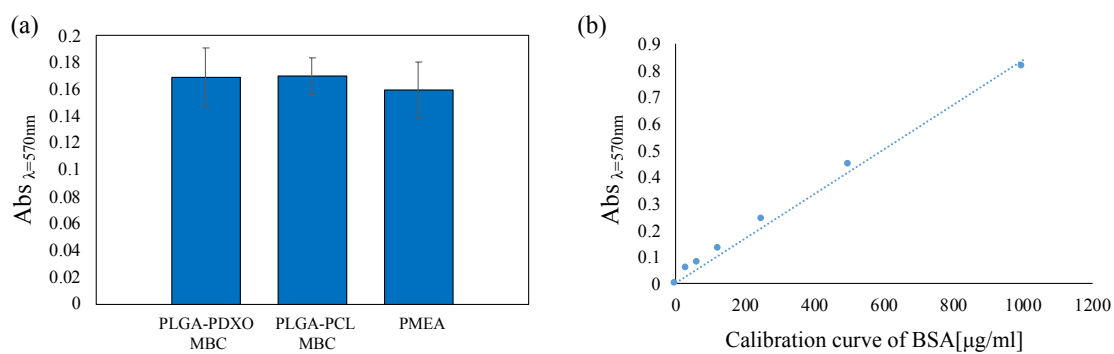 (a)
Abs λ=570nm
0.2
0.18
0.16
0.14
0.12
0.1
0.08
0.06
0.04
0.02
0
PLGA-PDXO
MBC
PLGA-PCL
MBC
PMEA
(b)
Abs λ=570nm
0.9
0.8
0.7
0.6
0.5
0.4
0.3
0.2
0.1
0
0 200 400 600 800 1000 1200
Calibration curve of BSA[µg/ml]